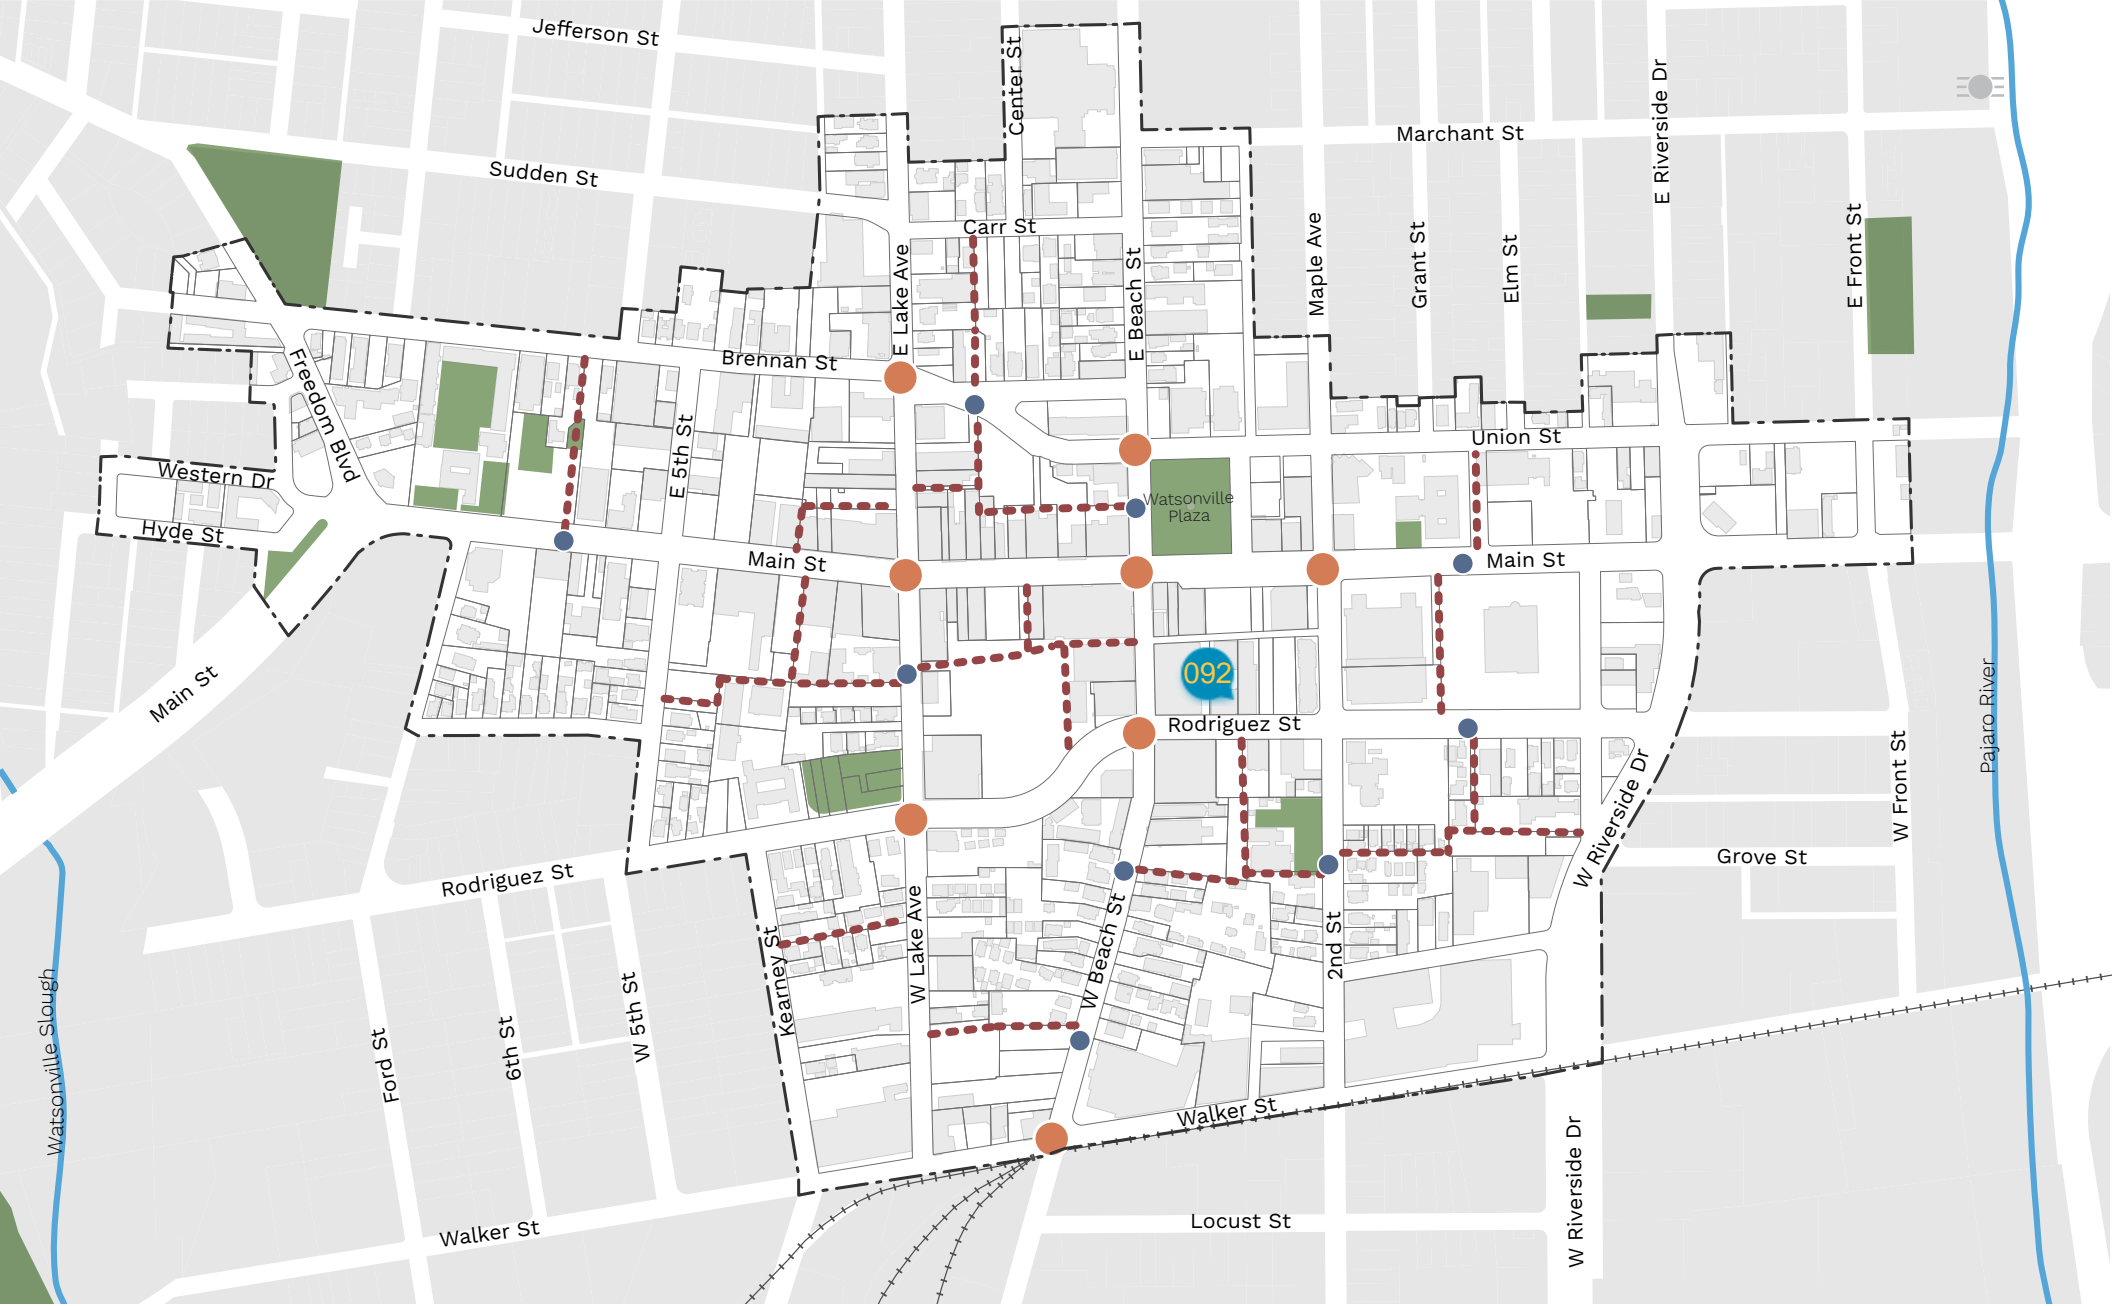 Jefferson St
Center St
E Riverside Dr
Marchant St
Sudden St
Carr St
E Lake Ave
E Beach St
Maple Ave
Grant St
Elm St
E Front St
Brennan St
Freedom Blvd
E 5th St
Union St
Western Dr
Watsonville
Plaza
Hyde St
Main St
Main St
Main St
092
Rodriguez St
Pajaro River
W Front St
W Riverside Dr
Grove St
Rodriguez St
W Lake Ave
W Beach St
2nd St
Kearney St
Watsonville Slough
Ford St
6th St
W 5th St
Walker St
W Riverside Dr
Locust St
Walker St